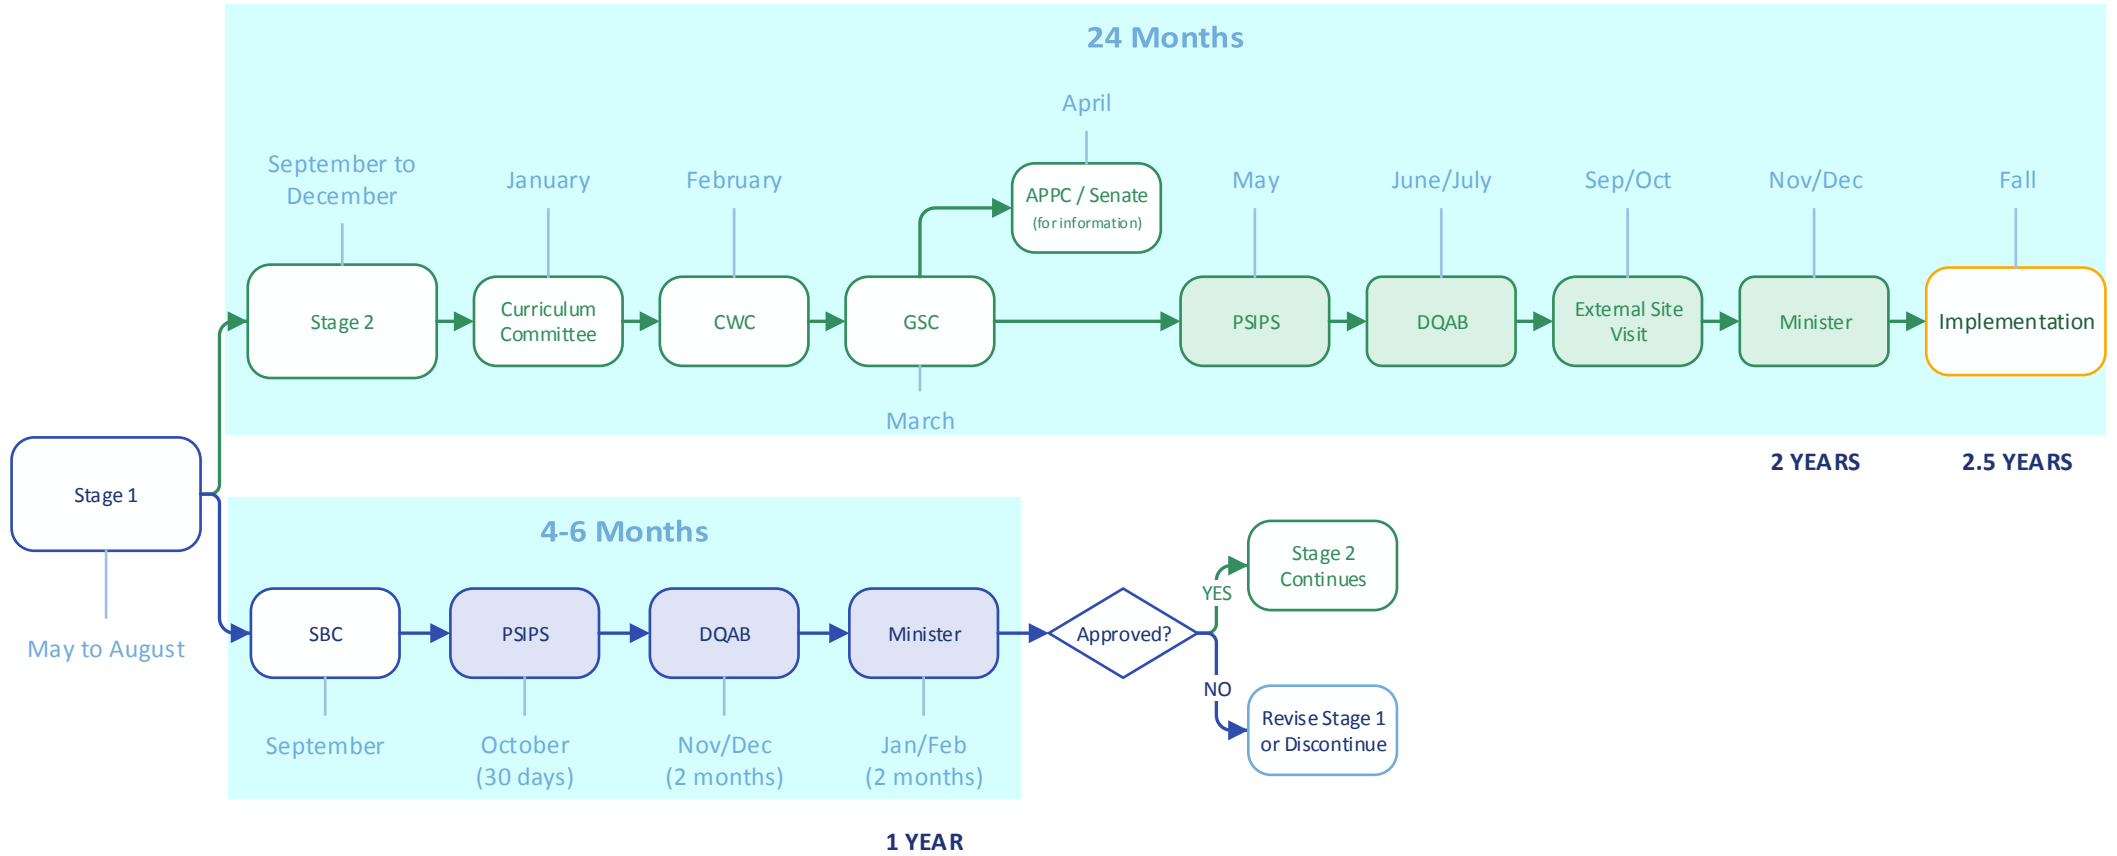 24 Months
April
September to
December
January
February
APPC / Senate
(for information)
May
June/July
Sep/Oct
Nov/Dec
Fall
Stage 2
Curriculum
Committee
CWC
GSC
PSIPS
DQAB
External Site
Visit
Minister
Implementation
March
2 YEARS
2.5 YEARS
Stage 1
May to August
4-6 Months
SBC
PSIPS
DQAB
Minister
Approved?
YES
Stage 2
Continues
NO
Revise Stage 1
or Discontinue
September
October
(30 days)
Nov/Dec
(2 months)
Jan/Feb
(2 months)
1 YEAR